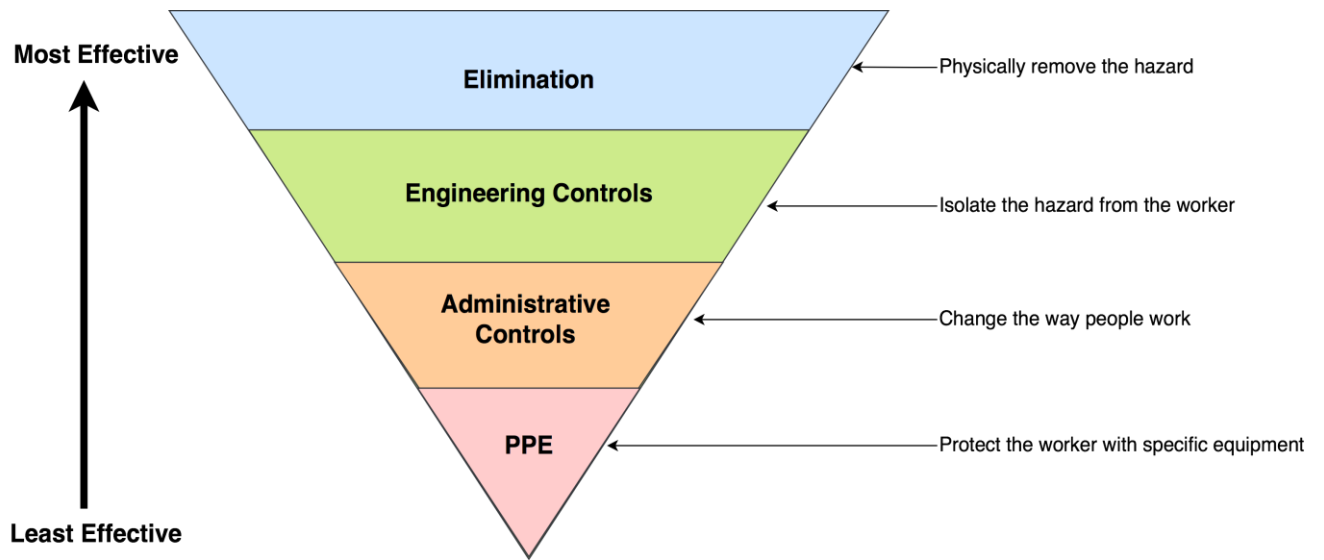 Most Effective
Elimination
Physically remove the hazard
Engineering Controls
Isolate the hazard from the worker
Administrative
Controls
Change the way people work
PPE
Protect the worker with specific equipment
Least Effective